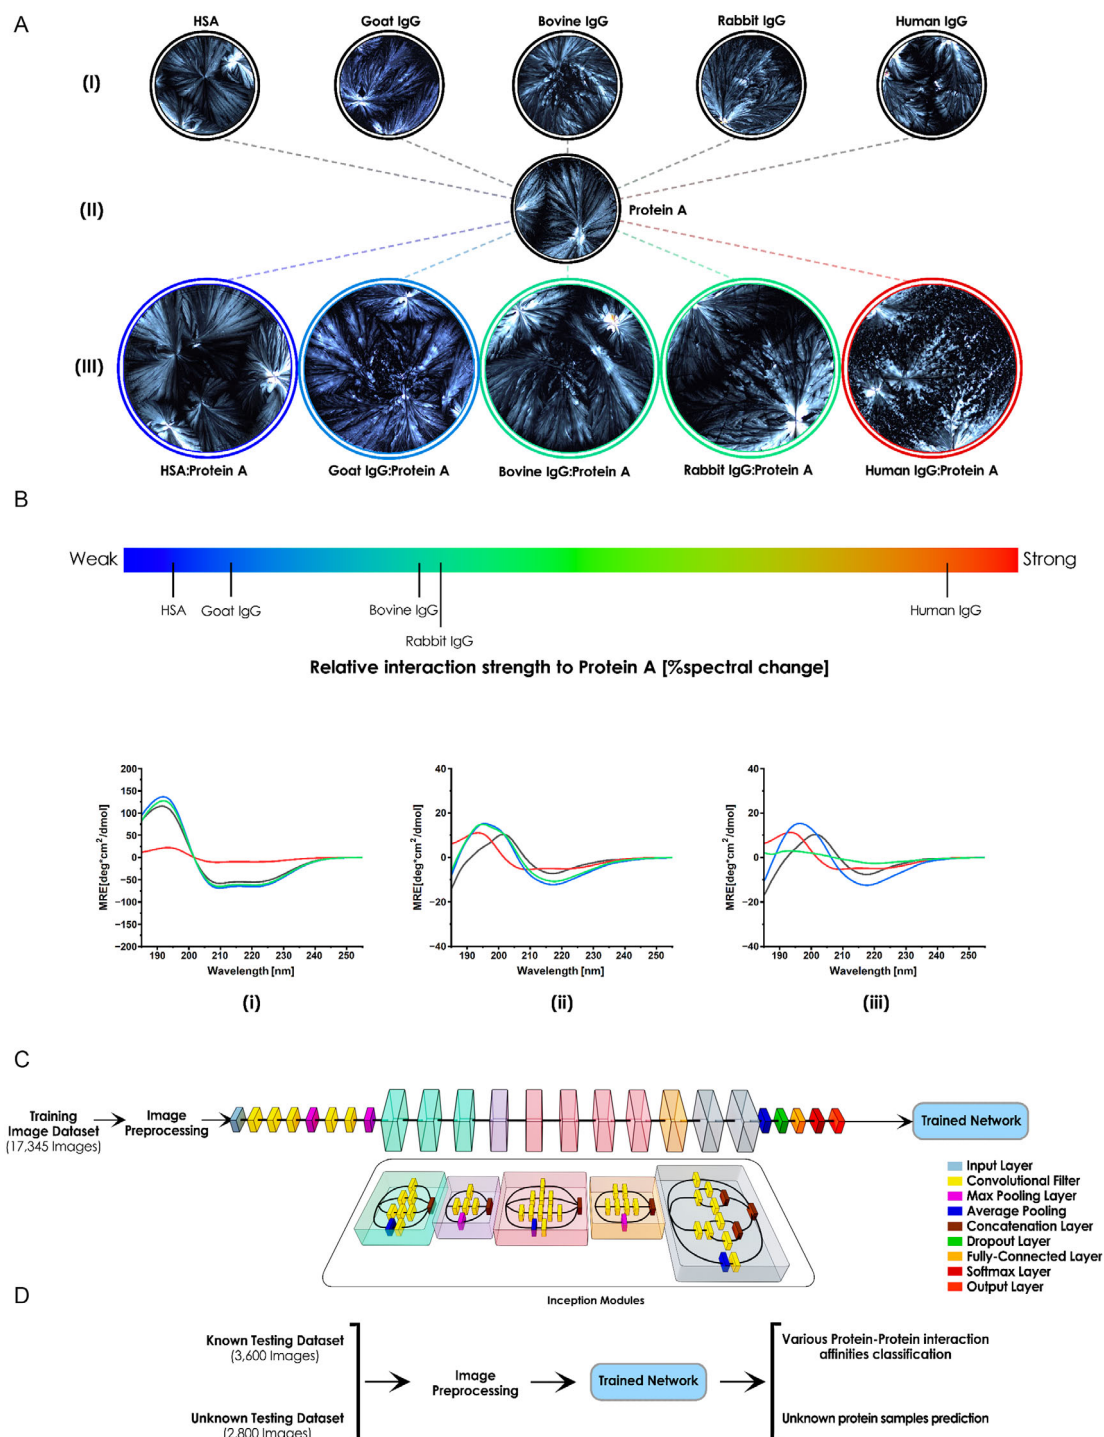 A
HSA
Goat IgG
Bovine IgG
Rabbit IgG
Human IgG
(I)
(II)
Protein A
(III)
HSA:Protein A
Goat IgG:Protein A
Bovine IgG:Protein A
Rabbit IgG:Protein A
Human IgG:Protein A
B
Weak
Strong
HSA
Goat IgG
Bovine IgG
Rabbit IgG
Human IgG
Relative interaction strength to Protein A [%spectral change]
MRE[deg*cm²/dmol]
200
150
100
50
0
−50
−100
−150
−200
190 200 210 220 230 240 250
Wavelength [nm]
(i)
MRE[deg*cm²/dmol]
40
20
0
−20
−40
190 200 210 220 230 240 250
Wavelength [nm]
(ii)
MRE[deg*cm²/dmol]
40
20
0
−20
−40
190 200 210 220 230 240 250
Wavelength [nm]
(iii)
C
Training
Image Dataset
(17,345 Images)
Image
Preprocessing
Trained Network
Input Layer
Convolutional Filter
Max Pooling Layer
Average Pooling
Concatenation Layer
Dropout Layer
Fully-Connected Layer
Softmax Layer
Output Layer
Inception Modules
D
Known Testing Dataset
(3,600 Images)
Unknown Testing Dataset
(2,800 Images)
Image
Preprocessing
Trained Network
Various Protein-Protein interaction
affinities classification
Unknown protein samples prediction